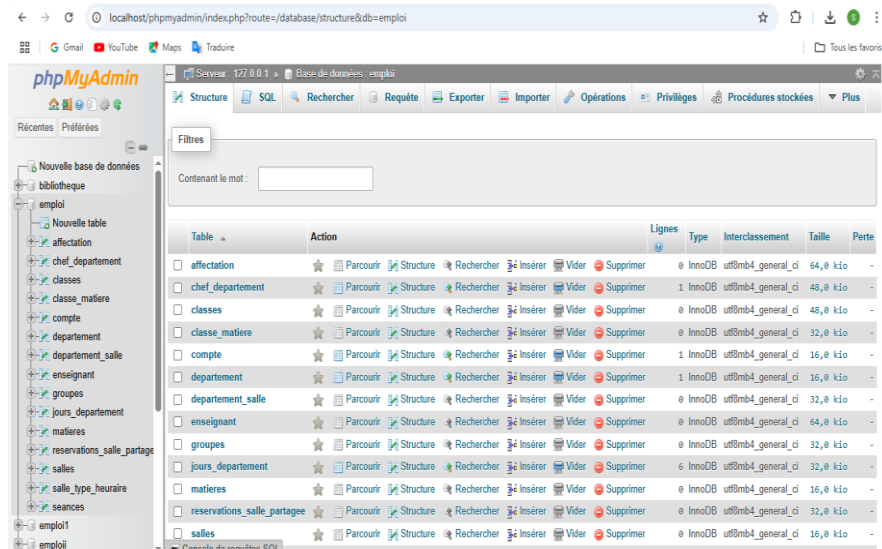 localhost/phpmyadmin/index.php?route=/database/structure&db=emploi
S
Gmail YouTube Maps Traduire Tous les favoris
phpMyAdmin
Récentes Préférées
Nouvelle base de données
bibliotheque
emploi
Nouvelle table
affectation
chef_departement
classes
classe_matiere
compte
departement
departement_salle
enseignant
groupes
jours_departement
matieres
reservations_salle_partage
salles
salle_type_heuraire
seances
emploi1
emploii
Serveur : 127.0.0.1 » Base de données : emploi
Structure SQL Rechercher Requête Exporter Importer Opérations Privilèges Procédures stockées Plus
Filtres
Contenant le mot :
Table Action Lignes Type Interclassement Taille Perte
affectation Parcourir Structure Rechercher Insérer Vider Supprimer 0 InnoDB utf8mb4_general_ci 64,0 kio -
chef_departement Parcourir Structure Rechercher Insérer Vider Supprimer 1 InnoDB utf8mb4_general_ci 48,0 kio -
classes Parcourir Structure Rechercher Insérer Vider Supprimer 0 InnoDB utf8mb4_general_ci 48,0 kio -
classe_matiere Parcourir Structure Rechercher Insérer Vider Supprimer 0 InnoDB utf8mb4_general_ci 32,0 kio -
compte Parcourir Structure Rechercher Insérer Vider Supprimer 1 InnoDB utf8mb4_general_ci 16,0 kio -
departement Parcourir Structure Rechercher Insérer Vider Supprimer 1 InnoDB utf8mb4_general_ci 16,0 kio -
departement_salle Parcourir Structure Rechercher Insérer Vider Supprimer 0 InnoDB utf8mb4_general_ci 32,0 kio -
enseignant Parcourir Structure Rechercher Insérer Vider Supprimer 0 InnoDB utf8mb4_general_ci 64,0 kio -
groupes Parcourir Structure Rechercher Insérer Vider Supprimer 0 InnoDB utf8mb4_general_ci 32,0 kio -
jours_departement Parcourir Structure Rechercher Insérer Vider Supprimer 6 InnoDB utf8mb4_general_ci 32,0 kio -
matieres Parcourir Structure Rechercher Insérer Vider Supprimer 0 InnoDB utf8mb4_general_ci 16,0 kio -
reservations_salle_partagee Parcourir Structure Rechercher Insérer Vider Supprimer 0 InnoDB utf8mb4_general_ci 32,0 kio -
salles Parcourir Structure Rechercher Insérer Vider Supprimer 0 InnoDB utf8mb4_general_ci 16,0 kio -
Console de requêtes SQL